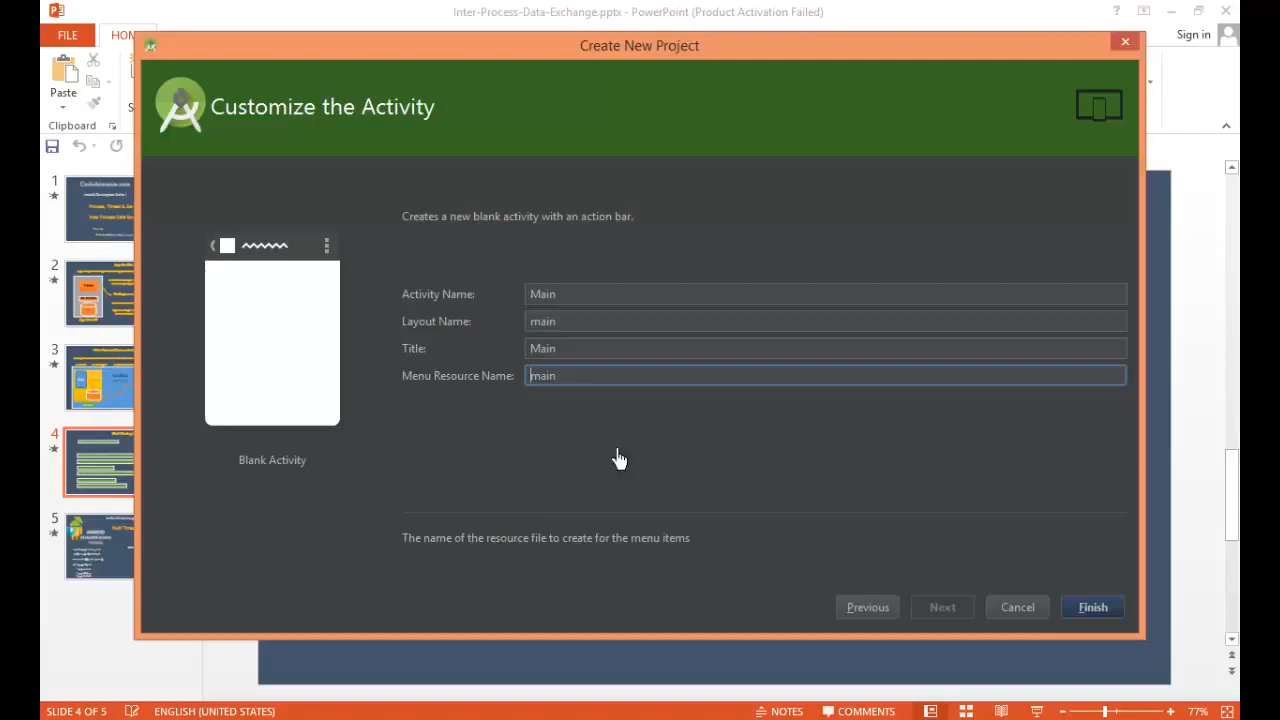 Inter-Process-Data-Exchange.pptx - PowerPoint (Product Activation Failed)
FILE
HOM
Sign in
Paste
Clipboard
Create New Project
Customize the Activity
Creates a new blank activity with an action bar.
Activity Name: Main
Layout Name: main
Title: Main
Menu Resource Name: main
Blank Activity
The name of the resource file to create for the menu items
Previous Next Cancel Finish
1
2
3
4
5
SLIDE 4 OF 5 ENGLISH (UNITED STATES) NOTES COMMENTS 77%